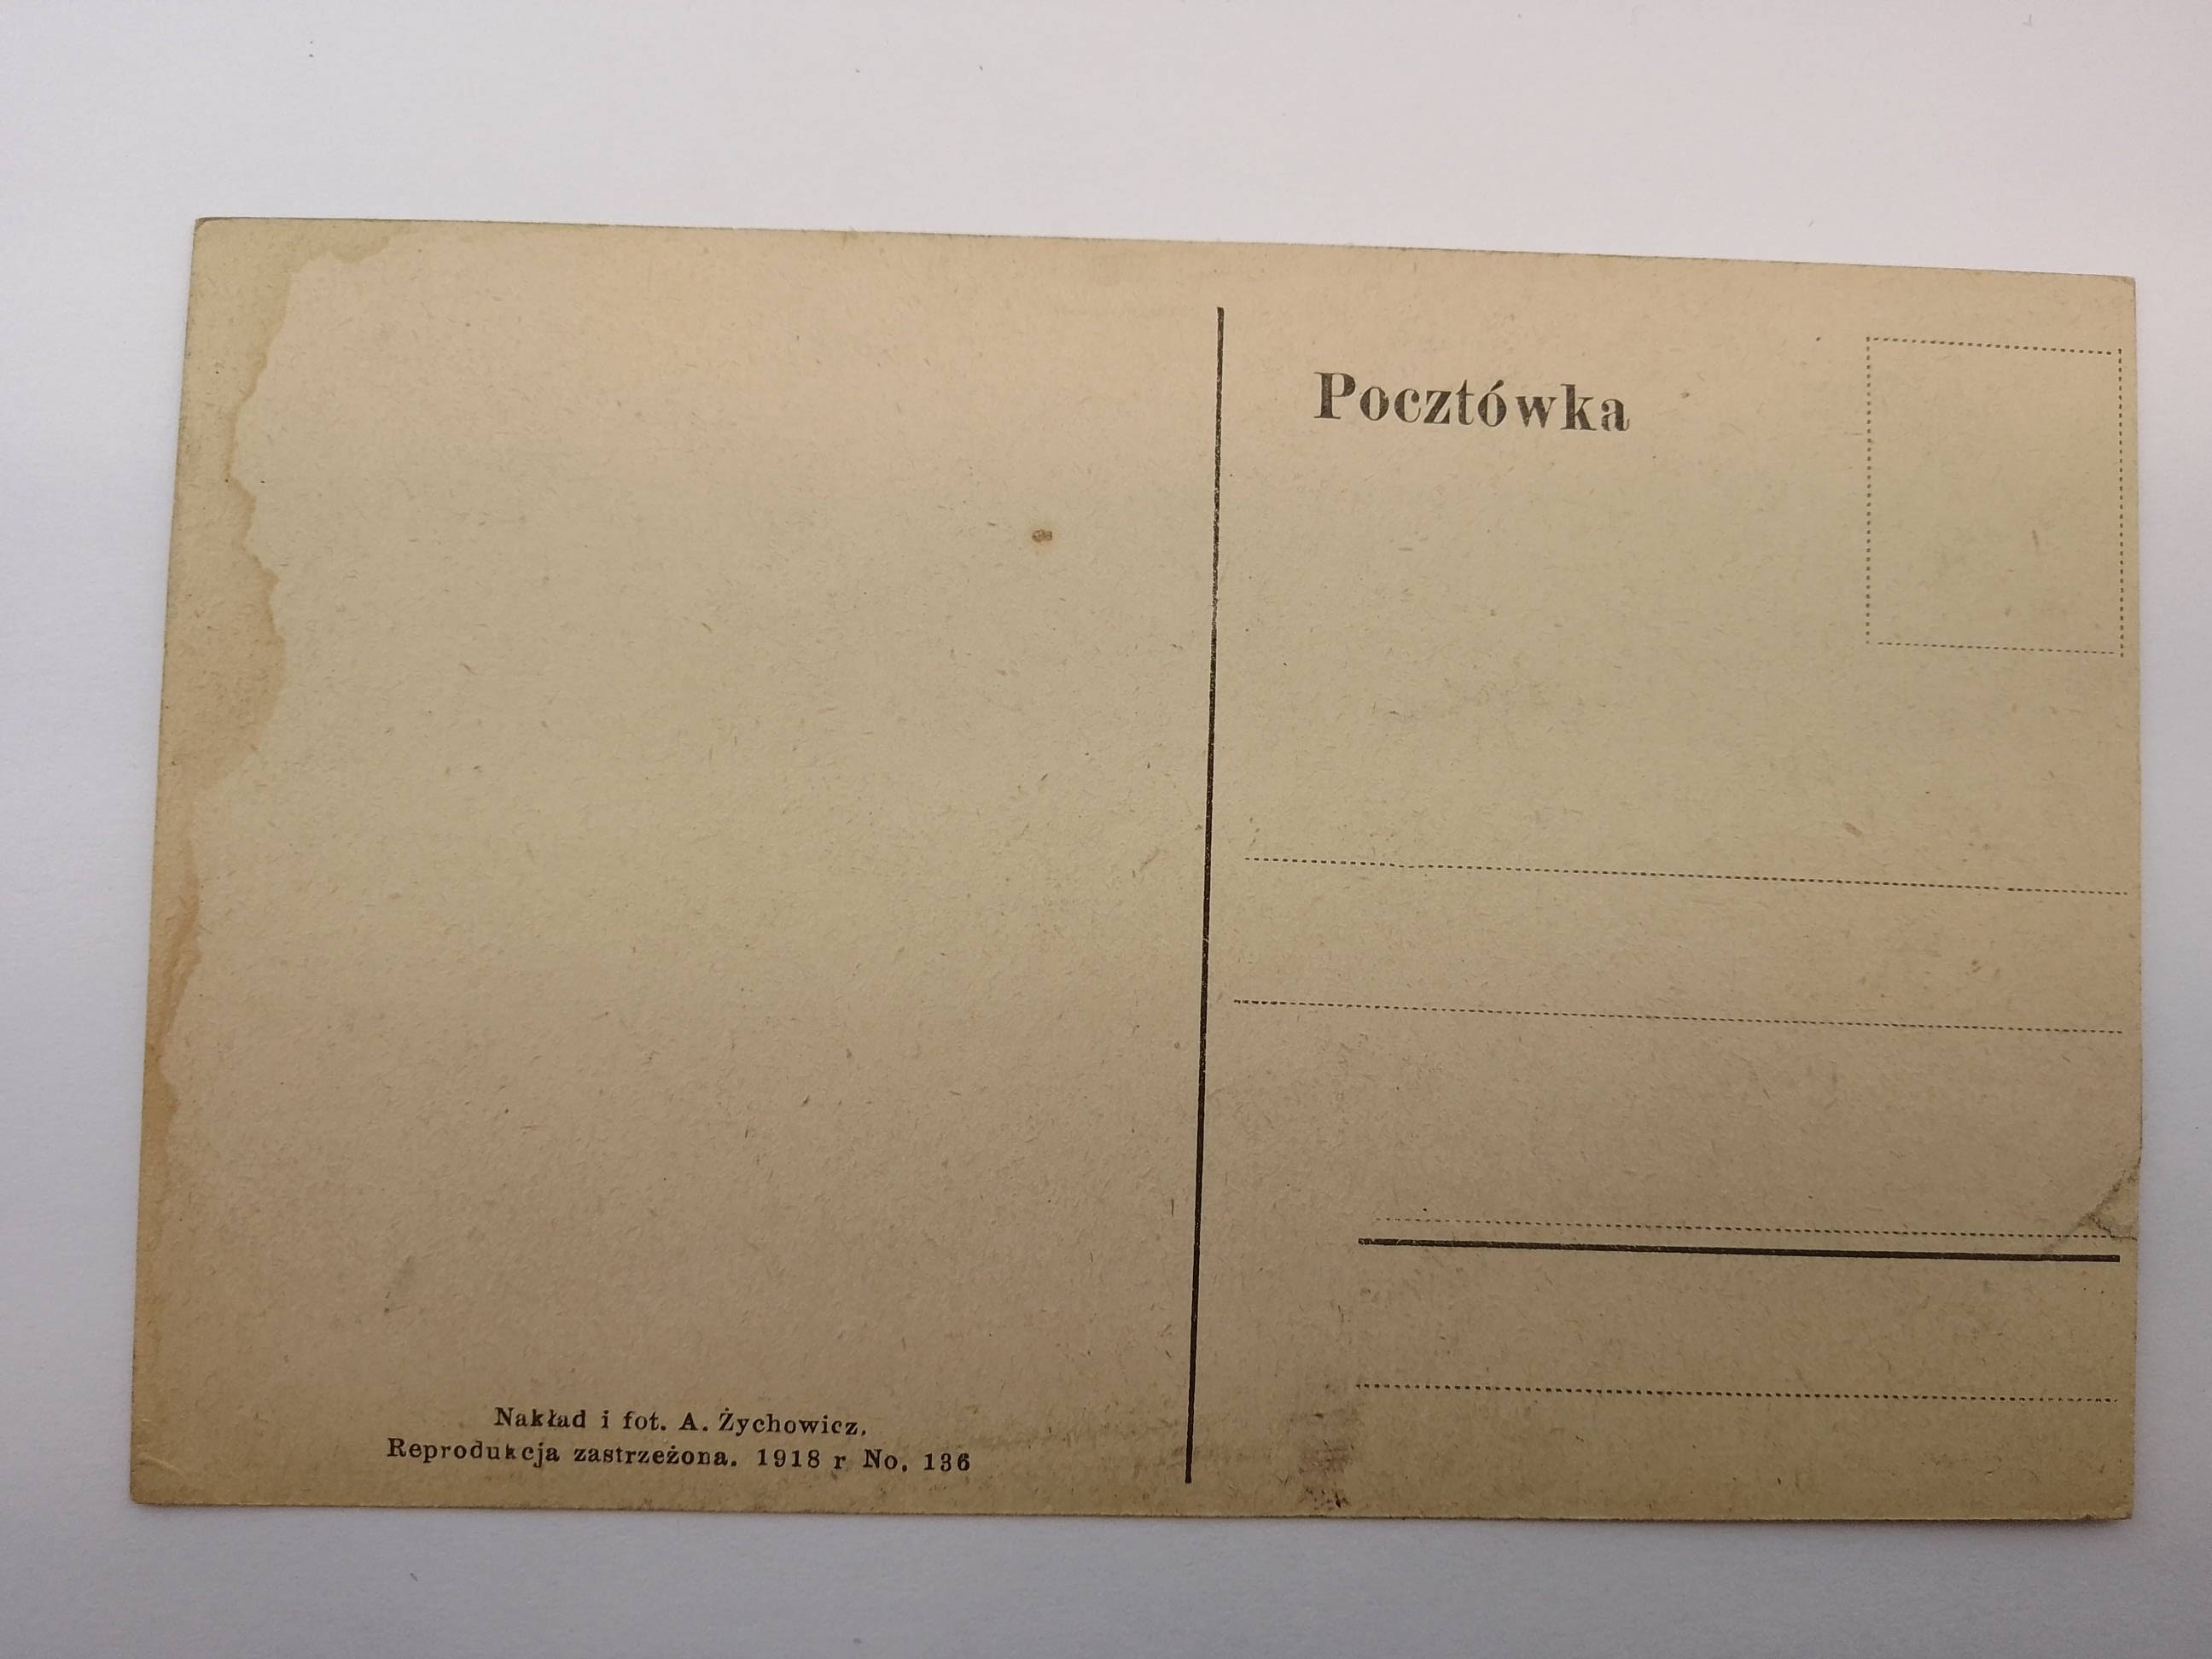 Pocztówka
Nakład i fot. A. Żychowicz.
Reprodukcja zastrzeżona. 1918 r No. 136